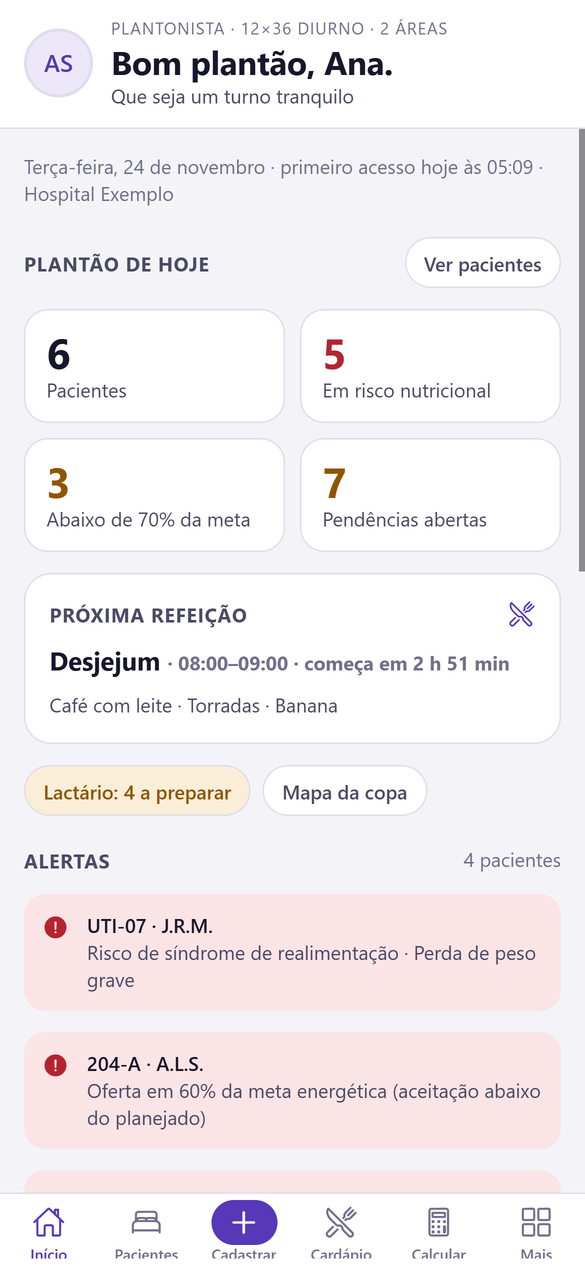 AS
PLANTONISTA · 12×36 DIURNO · 2 ÁREAS
Bom plantão, Ana.
Que seja um turno tranquilo
Terça-feira, 24 de novembro · primeiro acesso hoje às 05:09 ·
Hospital Exemplo
PLANTÃO DE HOJE
Ver pacientes
6
Pacientes
5
Em risco nutricional
3
Abaixo de 70% da meta
7
Pendências abertas
PRÓXIMA REFEIÇÃO
Desjejum · 08:00–09:00 · começa em 2 h 51 min
Café com leite · Torradas · Banana
Lactário: 4 a preparar
Mapa da copa
ALERTAS
4 pacientes
UTI-07 · J.R.M.
Risco de síndrome de realimentação · Perda de peso
grave
204-A · A.L.S.
Oferta em 60% da meta energética (aceitação abaixo
do planejado)
Início
Pacientes
Cadastrar
Cardápio
Calcular
Mais